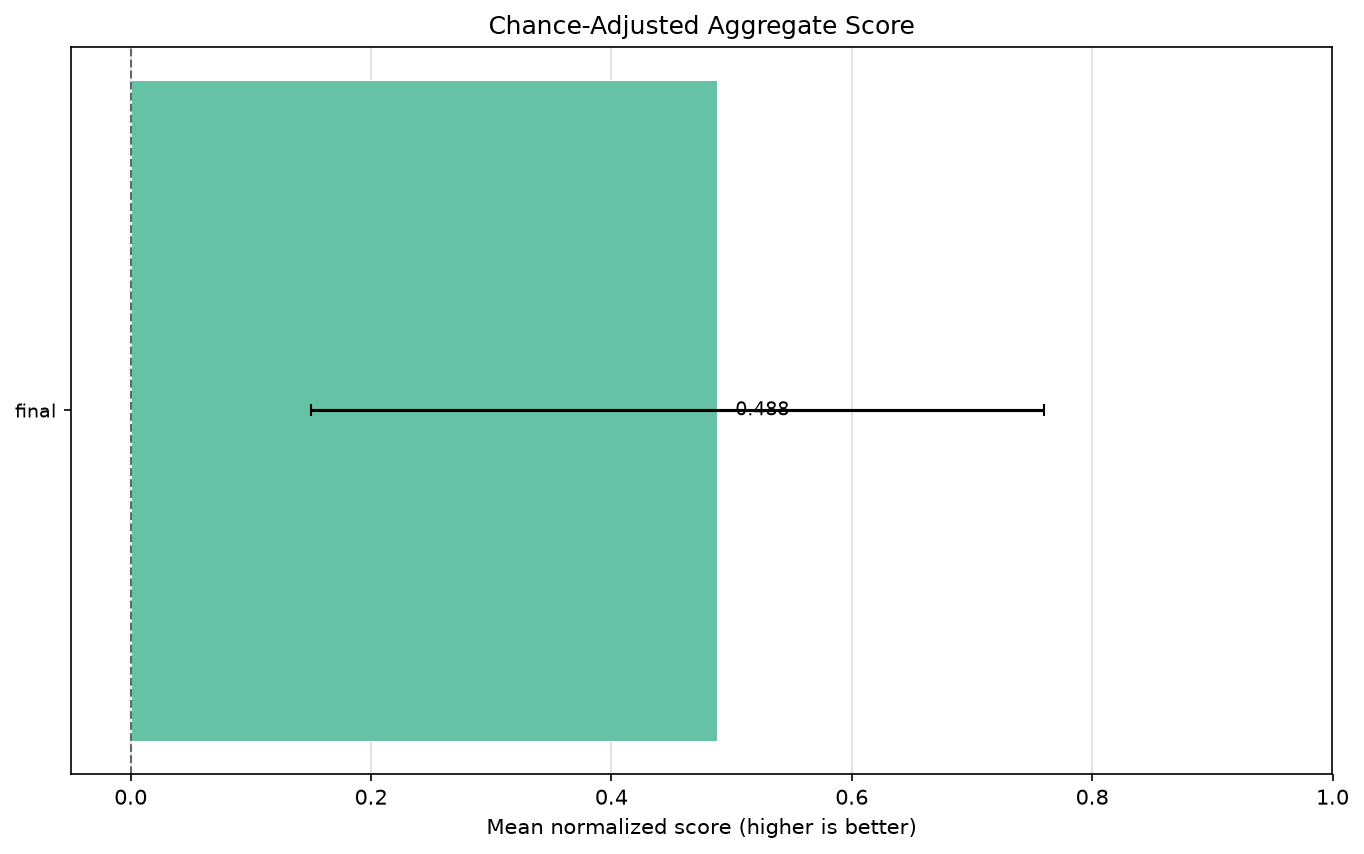 Chance-Adjusted Aggregate Score
final
0.488
0.0 0.2 0.4 0.6 0.8 1.0
Mean normalized score (higher is better)